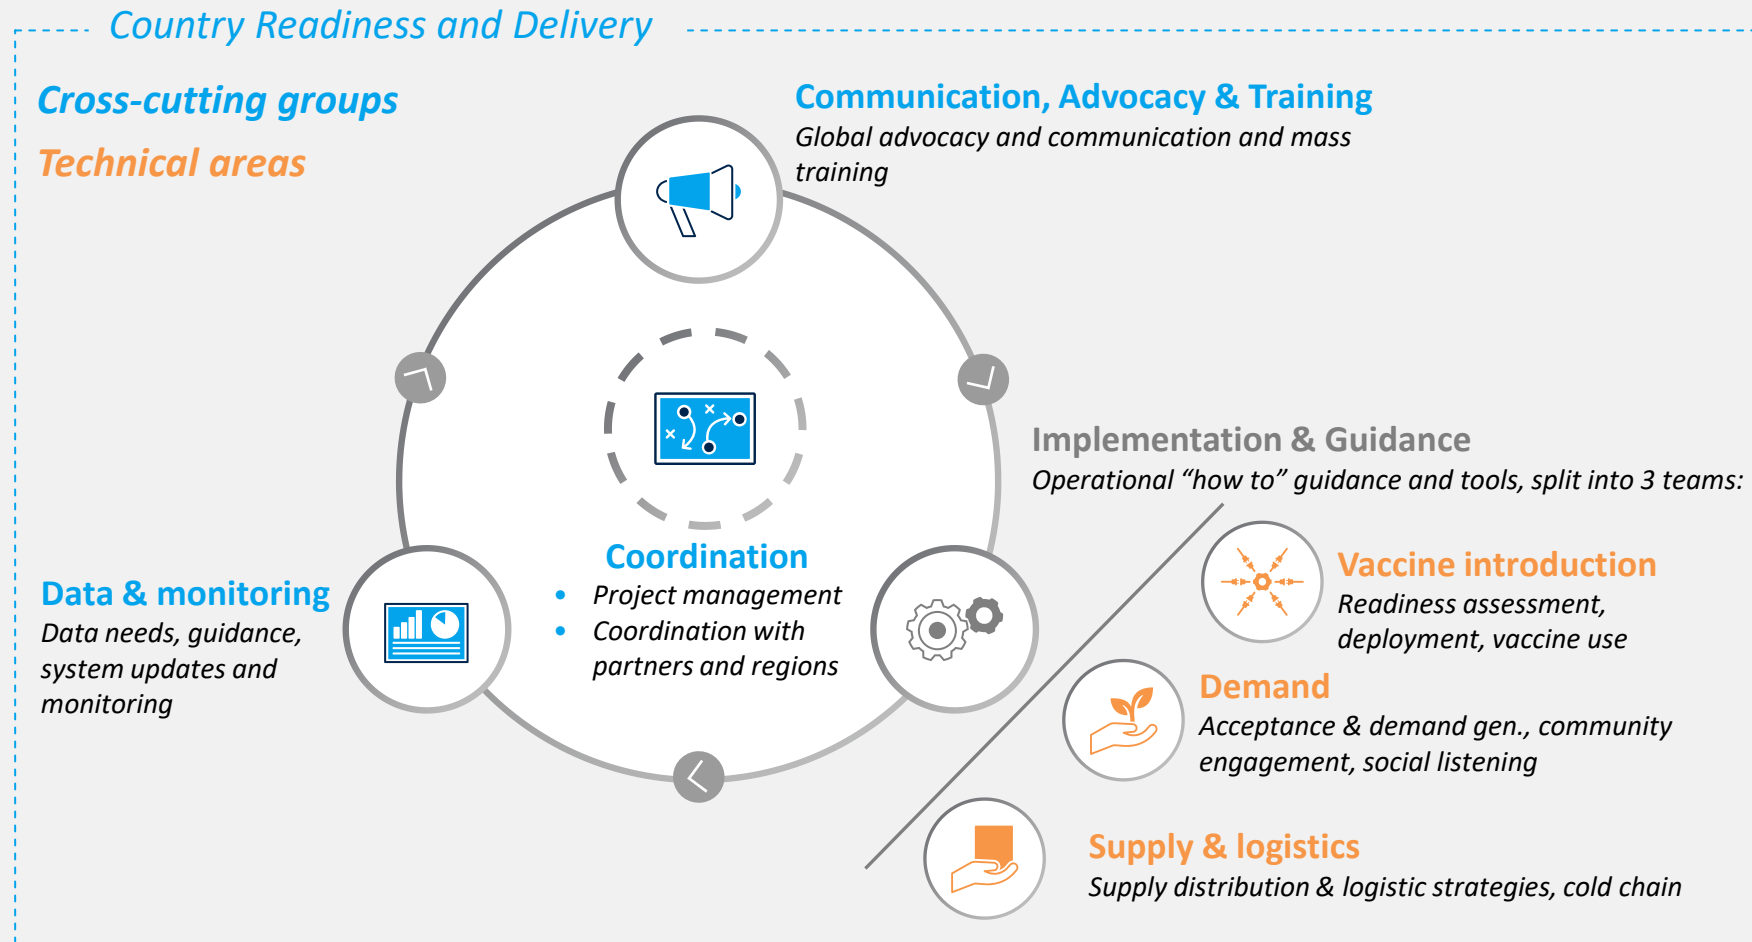 Country Readiness and Delivery
Cross-cutting groups
Technical areas
Communication, Advocacy & Training
Global advocacy and communication and mass
training
Implementation & Guidance
Operational “how to” guidance and tools, split into 3 teams:
Coordination
• Project management
• Coordination with
partners and regions
Data & monitoring
Data needs, guidance,
system updates and
monitoring
Vaccine introduction
Readiness assessment,
deployment, vaccine use
Demand
Acceptance & demand gen., community
engagement, social listening
Supply & logistics
Supply distribution & logistic strategies, cold chain